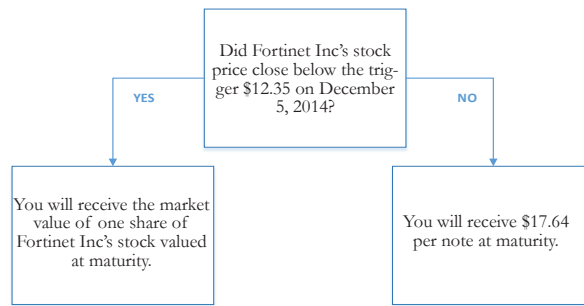 Did Fortinet Inc's stock
price close below the trig-
ger $12.35 on December
5, 2014?
YES
NO
You will receive the market
value of one share of
Fortinet Inc's stock valued
at maturity.
You will receive $17.64
per note at maturity.